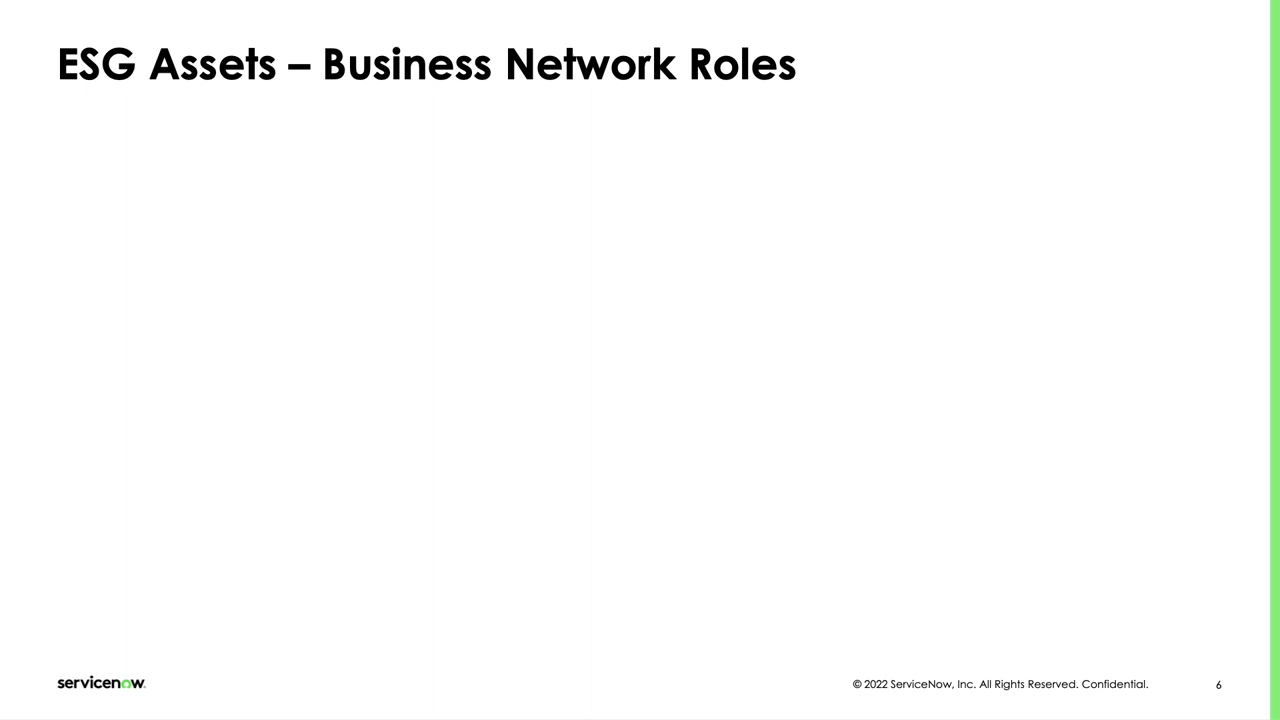 ESG Assets – Business Network Roles
servicenow.
© 2022 ServiceNow, Inc. All Rights Reserved. Confidential.
6